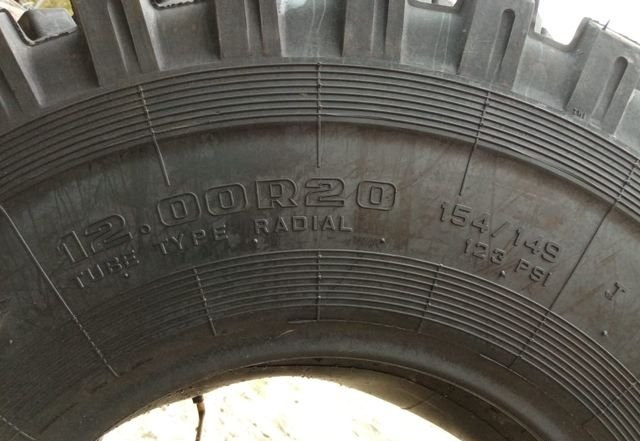 12.00R20
TUBE TYPE RADIAL
154/149
123 PSI
I